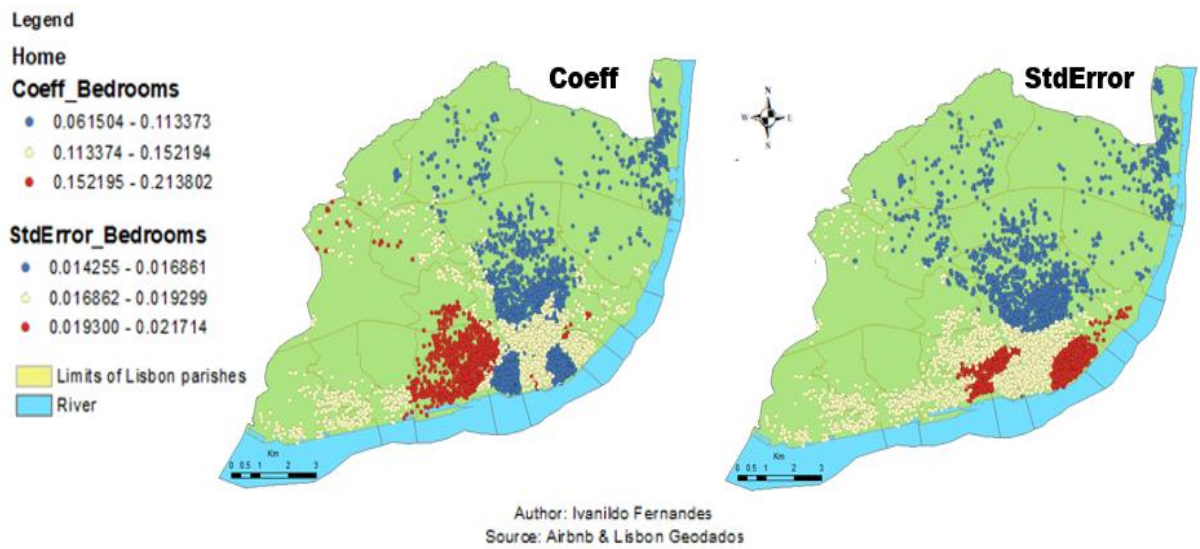 Legend
Home
Coeff_Bedrooms
0.061504 - 0.113373
0.113374 - 0.152194
0.152195 - 0.213802
StdError_Bedrooms
0.014255 - 0.016861
0.016862 - 0.019299
0.019300 - 0.021714
Limits of Lisbon parishes
River
Coeff
Km
0 0.5 1 2 3
N
W E
S
StdError
Km
0 0.5 1 2 3
Author: Ivanildo Fernandes
Source: Airbnb & Lisbon Geodados